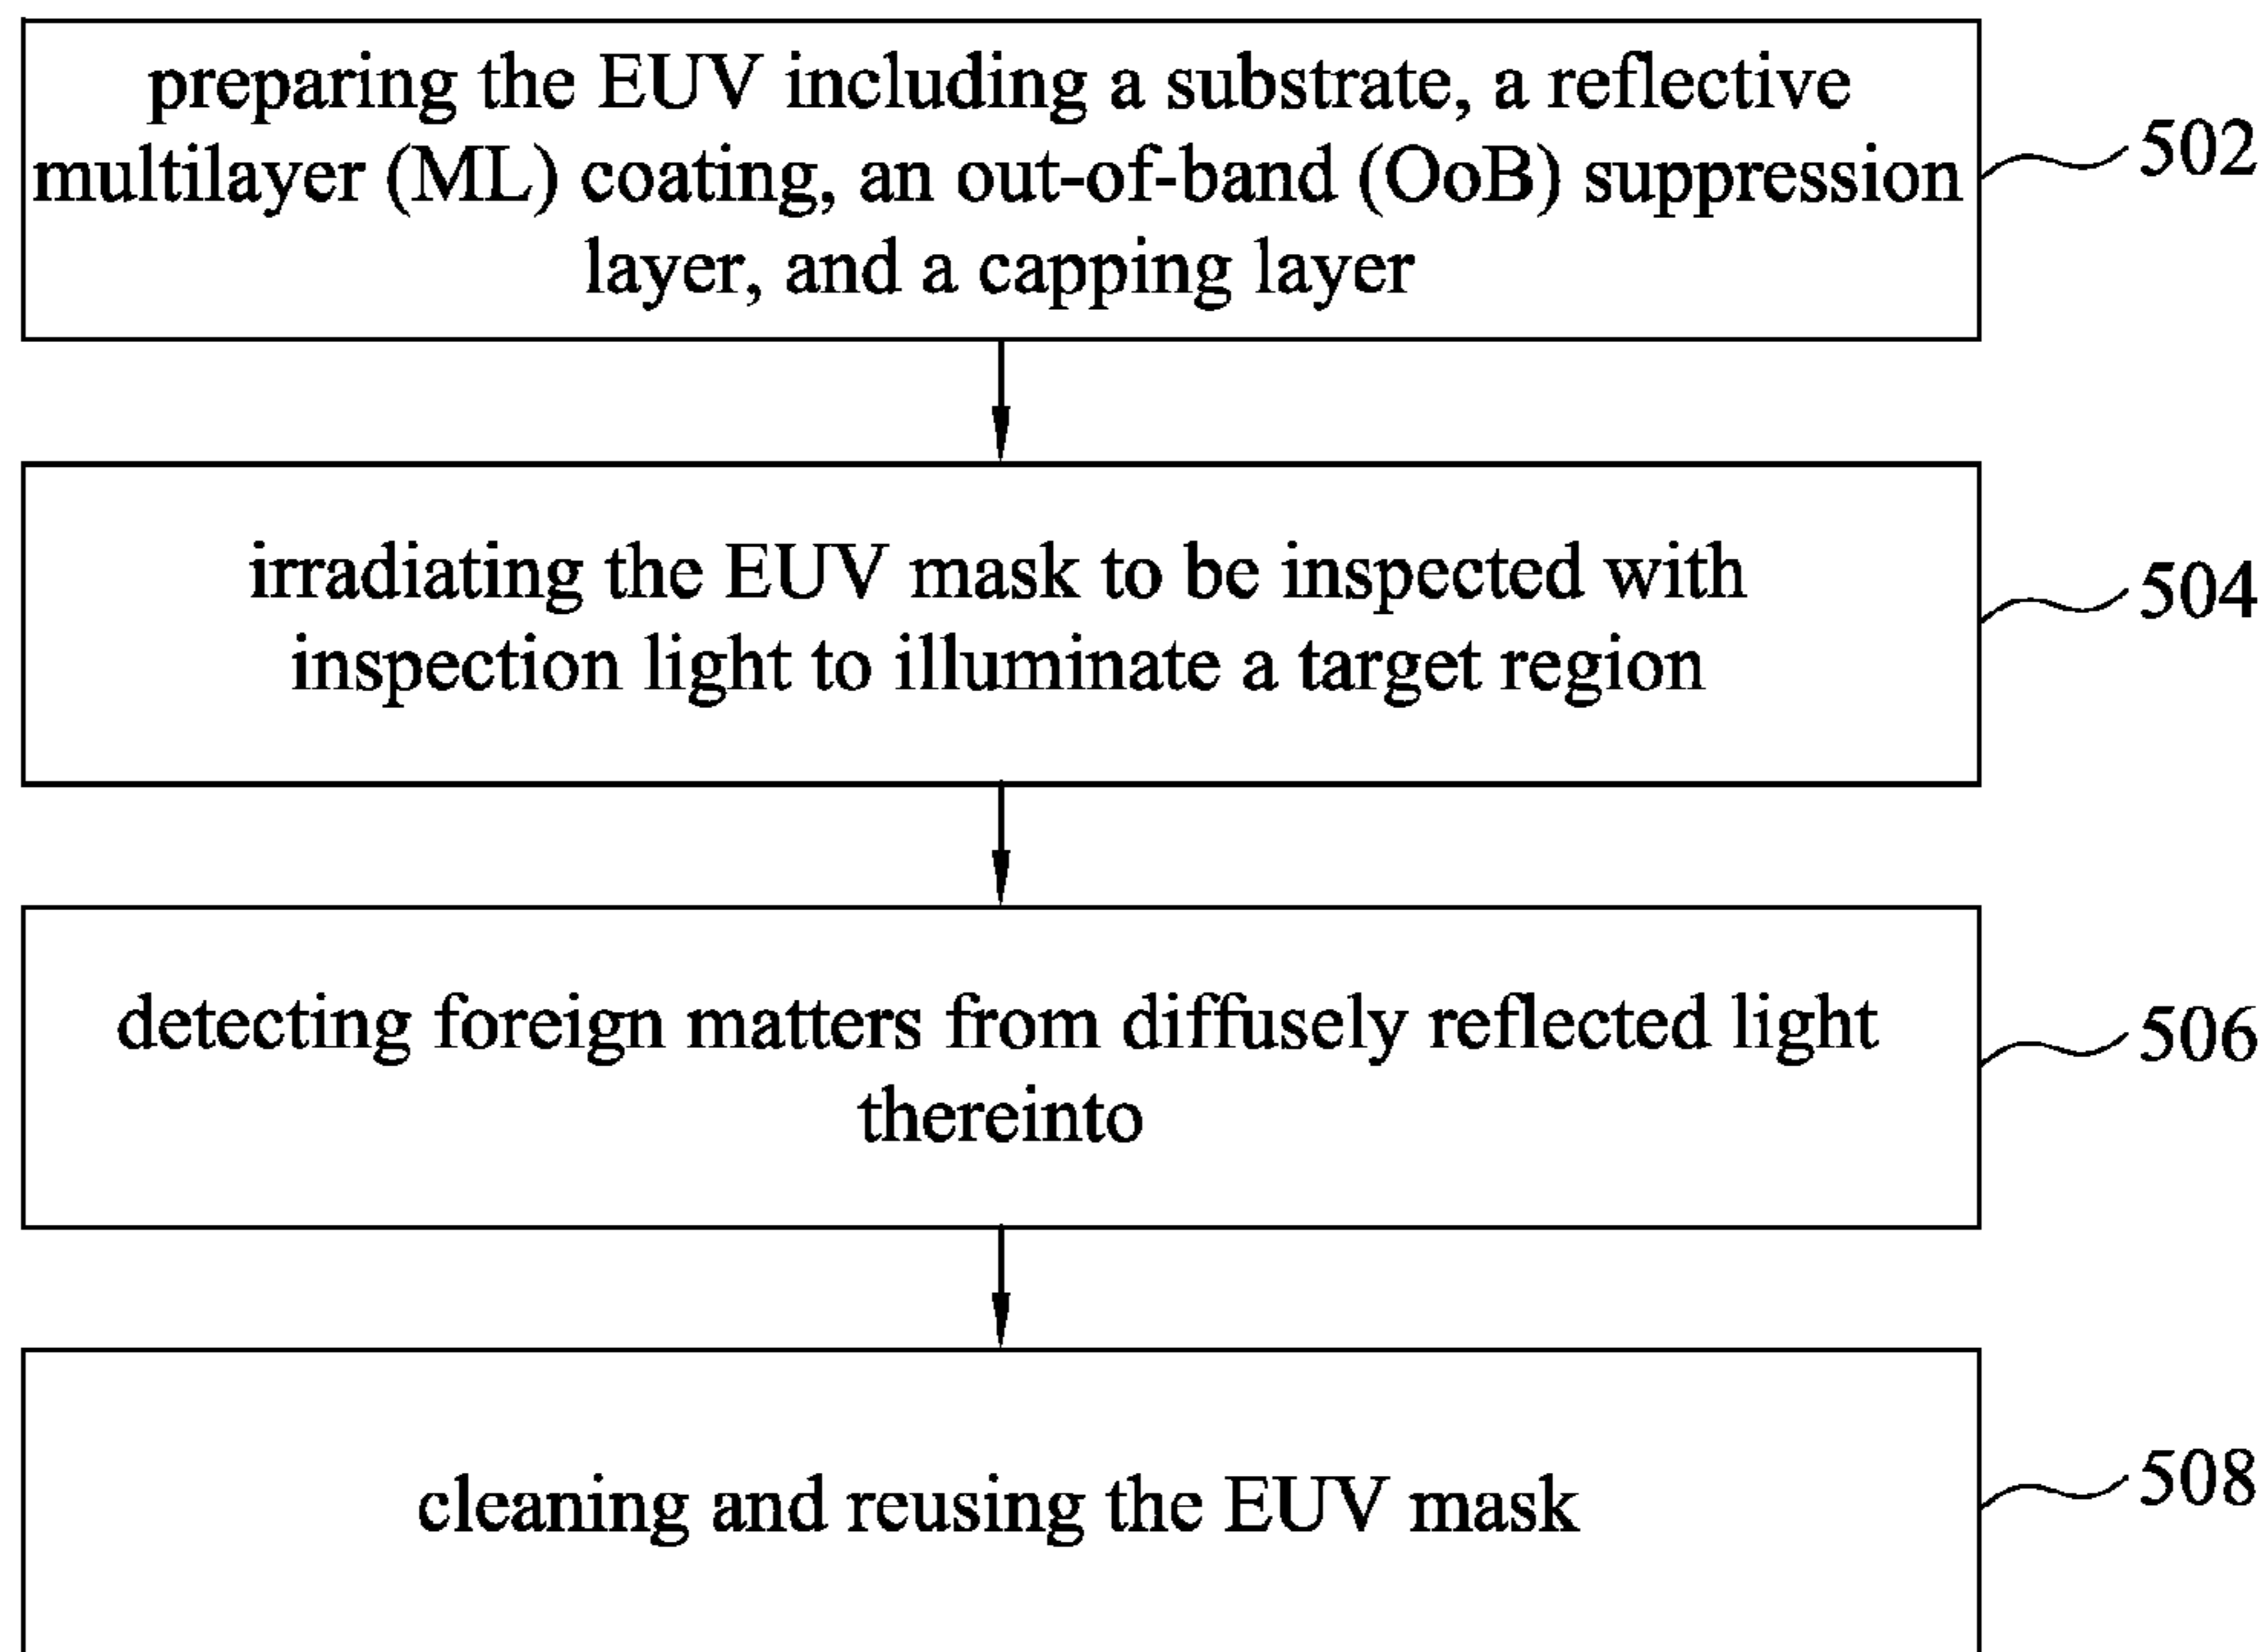 preparing the EUV including a substrate, a reflective
multilayer (ML) coating, an out-of-band (OoB) suppression
layer, and a capping layer
502
irradiating the EUV mask to be inspected with
inspection light to illuminate a target region
504
detecting foreign matters from diffusely reflected light
thereinto
506
cleaning and reusing the EUV mask
508